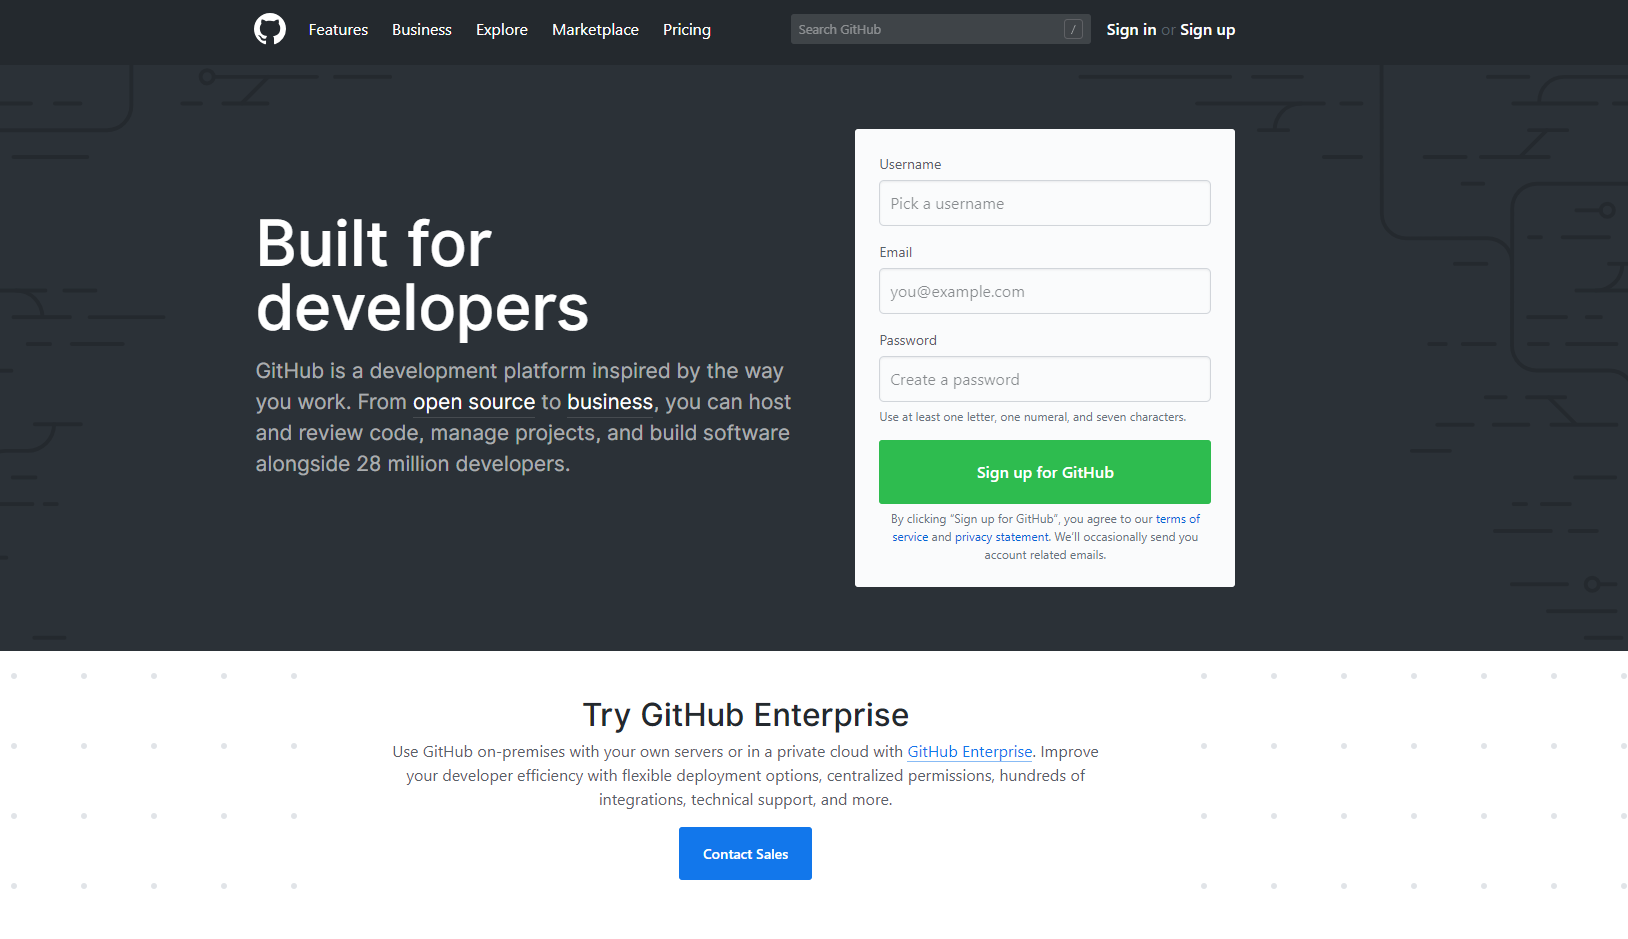 Features Business Explore Marketplace Pricing Search GitHub / Sign in or Sign up
Built for
developers
GitHub is a development platform inspired by the way
you work. From open source to business, you can host
and review code, manage projects, and build software
alongside 28 million developers.
Username
Pick a username
Email
you@example.com
Password
Create a password
Use at least one letter, one numeral, and seven characters.
Sign up for GitHub
By clicking “Sign up for GitHub”, you agree to our terms of
service and privacy statement. We’ll occasionally send you
account related emails.
Try GitHub Enterprise
Use GitHub on-premises with your own servers or in a private cloud with GitHub Enterprise. Improve
your developer efficiency with flexible deployment options, centralized permissions, hundreds of
integrations, technical support, and more.
Contact Sales